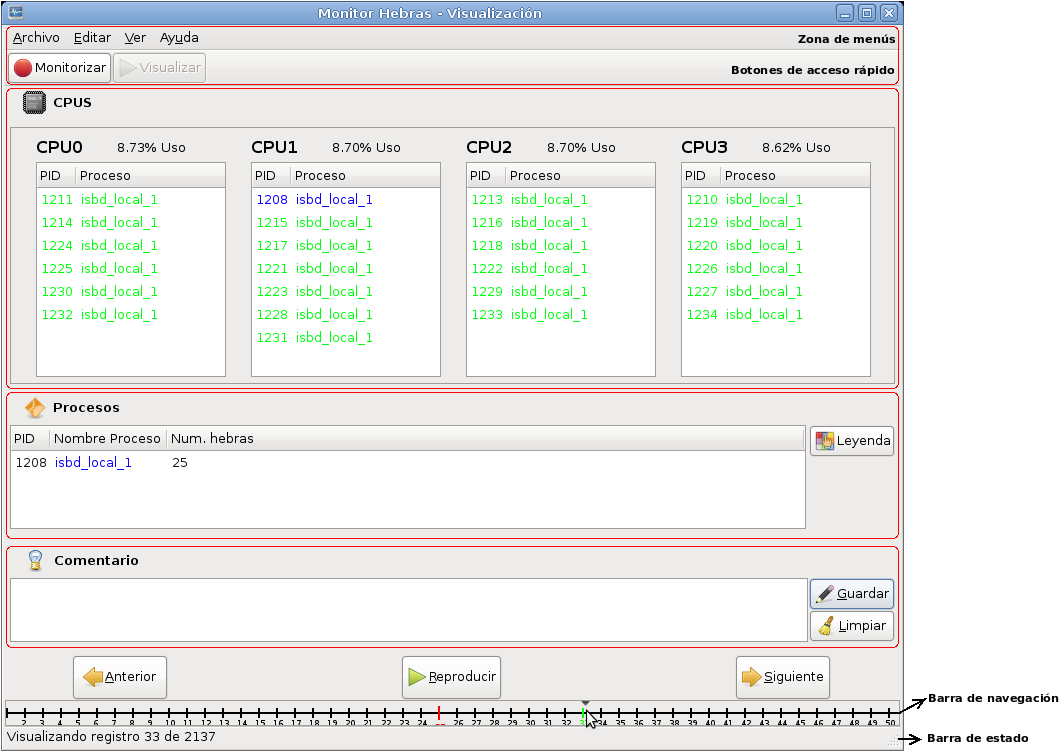 Monitor Hebras - Visualización
Archivo Editar Ver Ayuda Zona de menús
Monitorizar Visualizar Botones de acceso rápido
CPUS
CPU0 8.73% Uso CPU1 8.70% Uso CPU2 8.70% Uso CPU3 8.62% Uso
PID Proceso PID Proceso PID Proceso PID Proceso
1211 isbd_local_1 1208 isbd_local_1 1213 isbd_local_1 1210 isbd_local_1
1214 isbd_local_1 1215 isbd_local_1 1216 isbd_local_1 1219 isbd_local_1
1224 isbd_local_1 1217 isbd_local_1 1218 isbd_local_1 1220 isbd_local_1
1225 isbd_local_1 1221 isbd_local_1 1222 isbd_local_1 1226 isbd_local_1
1230 isbd_local_1 1223 isbd_local_1 1229 isbd_local_1 1227 isbd_local_1
1232 isbd_local_1 1228 isbd_local_1 1233 isbd_local_1 1234 isbd_local_1
1231 isbd_local_1
Procesos
PID Nombre Proceso Num. hebras Leyenda
1208 isbd_local_1 25
Comentario
Guardar
Limpiar
Anterior Reproducir Siguiente
Barra de navegación
2 3 4 5 6 7 8 9 10 11 12 13 14 15 16 17 18 19 20 21 22 23 24 26 27 28 29 30 31 32 34 35 36 37 38 39 40 41 42 43 44 45 46 47 48 49 50
Visualizando registro 33 de 2137 Barra de estado